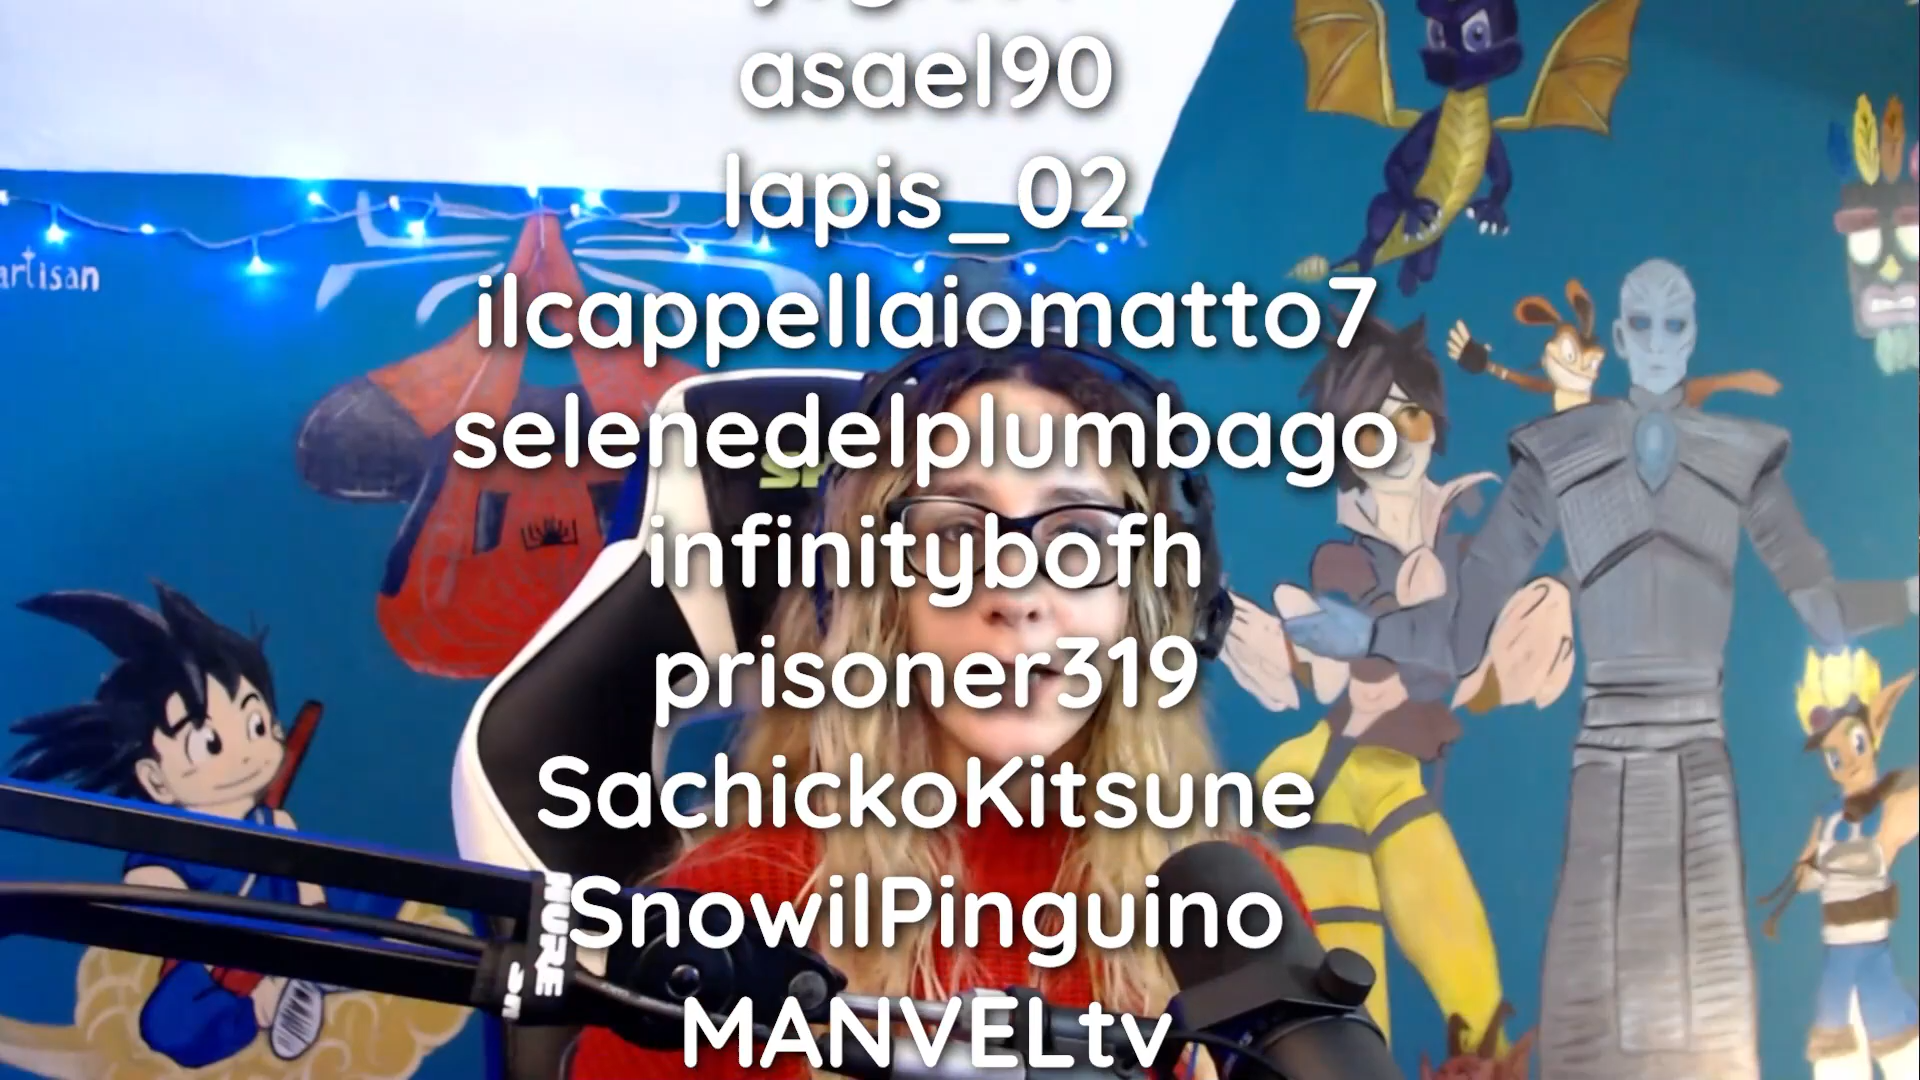 asael90
lapis_02
artisan
ilcappellaiomatto7
selenedelplumbago
infinitybofh
prisoner319
SachickoKitsune
SnowilPinguino
MANVELtv